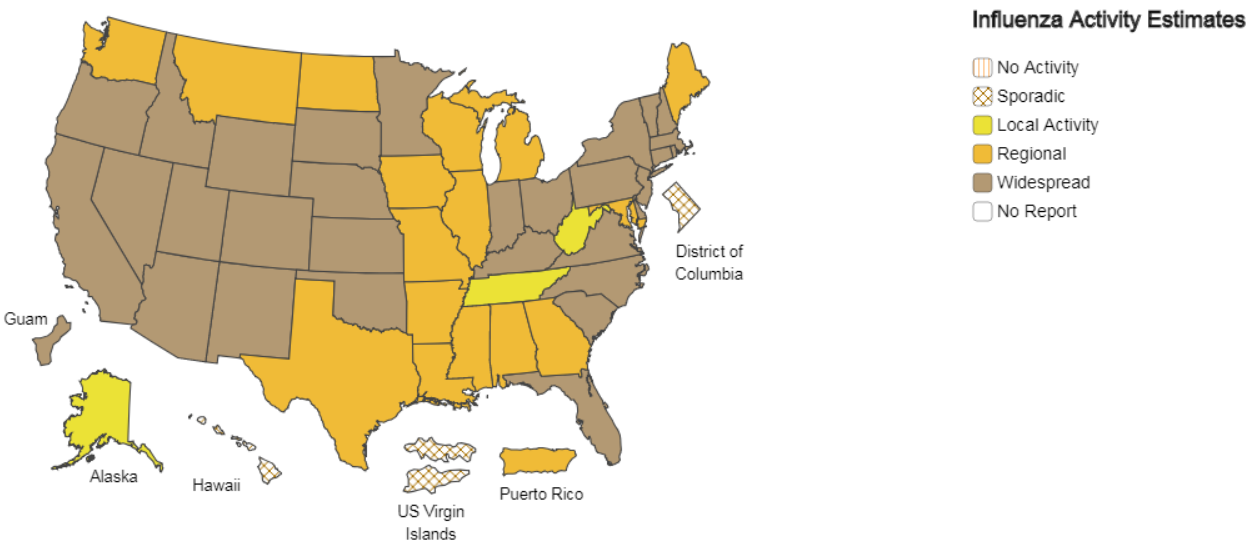 Influenza Activity Estimates
No Activity
Sporadic
Local Activity
Regional
Widespread
No Report
District of
Columbia
Guam
Alaska
Hawaii
US Virgin
Islands
Puerto Rico